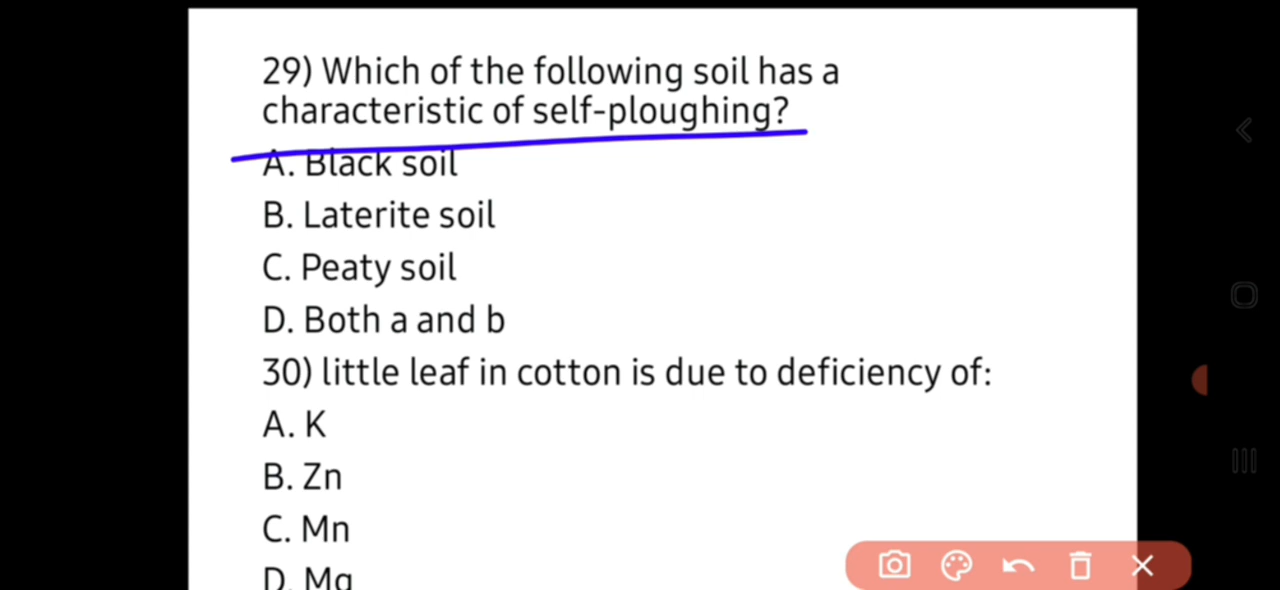 29) Which of the following soil has a
characteristic of self-ploughing?
A. Black soil
B. Laterite soil
C. Peaty soil
D. Both a and b
30) little leaf in cotton is due to deficiency of:
A. K
B. Zn
C. Mn
D. Mg